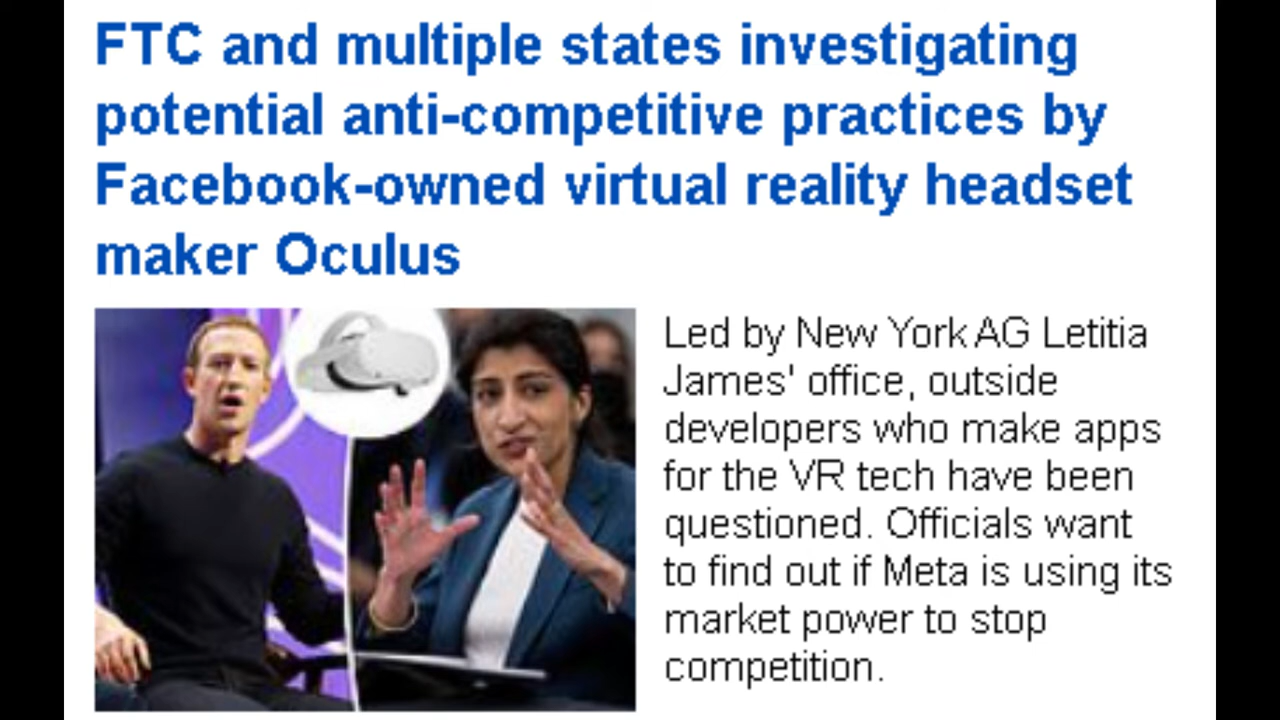 FTC and multiple states investigating
potential anti-competitive practices by
Facebook-owned virtual reality headset
maker Oculus
Led by New York AG Letitia
James' office, outside
developers who make apps
for the VR tech have been
questioned. Officials want
to find out if Meta is using its
market power to stop
competition.